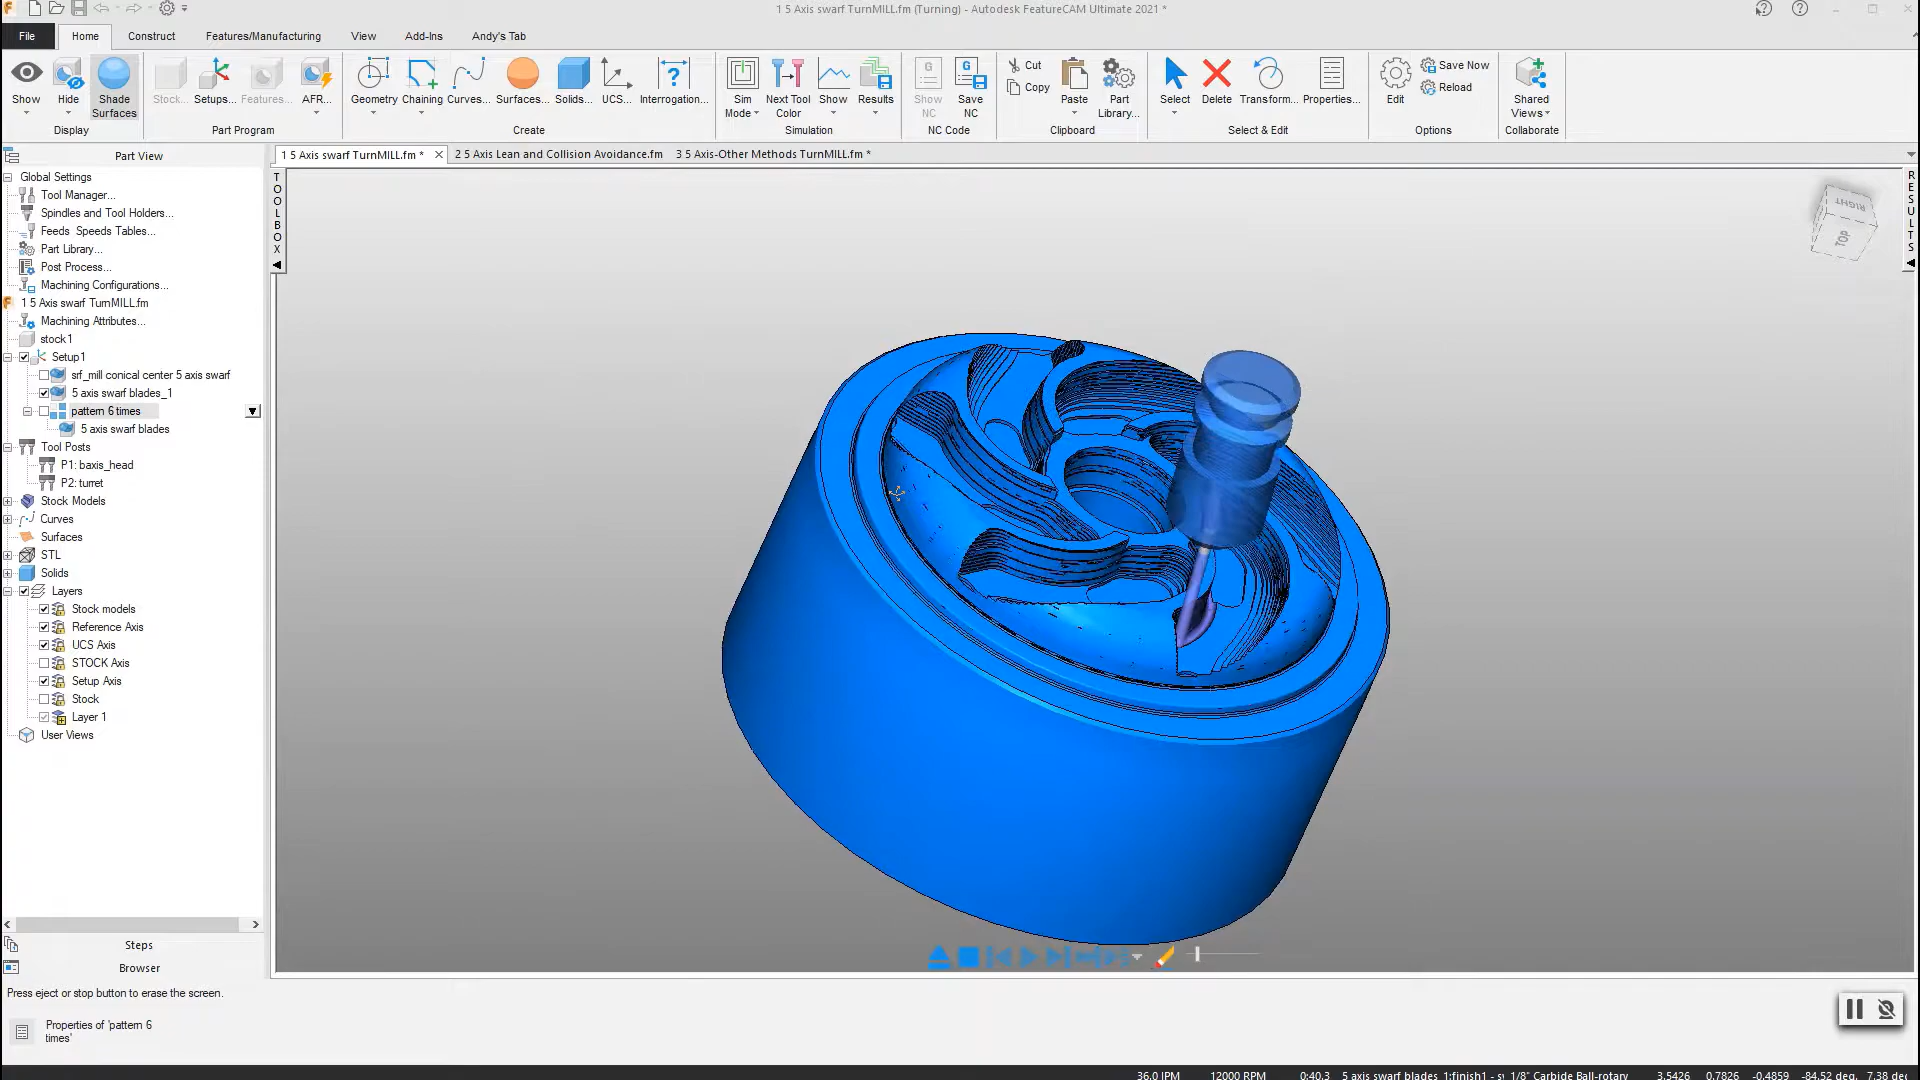 1 5 Axis swarf TurnMILL.fm (Turning) - Autodesk FeatureCAM Ultimate 2021 *
File
Home
Construct
Features/Manufacturing
View
Add-Ins
Andy's Tab
Show
Hide
Shade
Surfaces
Stock...
Setups...
Features...
AFR...
Geometry
Chaining
Curves...
Surfaces...
Solids...
UCS...
Interrogation...
Sim
Mode
Next Tool
Color
Show
Results
Show
NC
Save
NC
Cut
Copy
Paste
Part
Library...
Select
Delete
Transform...
Properties...
Edit
Save Now
Reload
Shared
Views
Display
Part Program
Create
Simulation
NC Code
Clipboard
Select & Edit
Options
Collaborate
Part View
1 5 Axis swarf TurnMILL.fm *
2 5 Axis Lean and Collision Avoidance.fm
3 5 Axis-Other Methods TurnMILL.fm *
Global Settings
Tool Manager...
Spindles and Tool Holders...
Feeds Speeds Tables...
Part Library...
Post Process...
Machining Configurations...
1 5 Axis swarf TurnMILL.fm
Machining Attributes...
stock1
Setup1
srf_mill conical center 5 axis swarf
5 axis swarf blades_1
pattern 6 times
5 axis swarf blades
Tool Posts
P1: baxis_head
P2: turret
Stock Models
Curves
Surfaces
STL
Solids
Layers
Stock models
Reference Axis
UCS Axis
STOCK Axis
Setup Axis
Stock
Layer 1
User Views
TOOLBOX
RIGHT
TOP
RESULTS
Steps
Browser
Press eject or stop button to erase the screen.
Properties of 'pattern 6
times'
36.0 IPM
12000 RPM
0:40.3
5 axis swarf blades_1:finish1 - s
1/8" Carbide Ball-rotary
3.5426
0.7826
-0.4859
-84.52 deg.
7.38 de